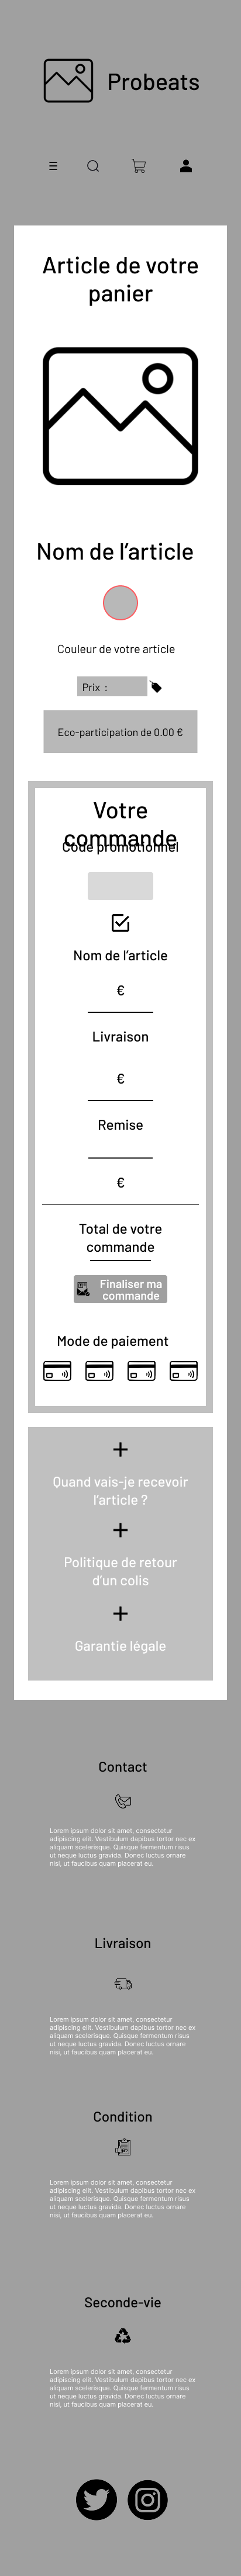 Probeats
Article de votre
panier
Nom de l’article
Couleur de votre article
Prix :
Eco-participation de 0.00 €
Votre
commande
Code promotionnel
Nom de l’article
€
Livraison
€
Remise
€
Total de votre
commande
Finaliser ma
commande
Mode de paiement
Quand vais-je recevoir
l’article ?
Politique de retour
d’un colis
Garantie légale
Contact
Lorem ipsum dolor sit amet, consectetur
adipiscing elit. Vestibulum dapibus tortor nec ex
aliquam scelerisque. Quisque fermentum risus
ut neque luctus gravida. Donec luctus ornare
nisi, ut faucibus quam placerat eu.
Livraison
Lorem ipsum dolor sit amet, consectetur
adipiscing elit. Vestibulum dapibus tortor nec ex
aliquam scelerisque. Quisque fermentum risus
ut neque luctus gravida. Donec luctus ornare
nisi, ut faucibus quam placerat eu.
Condition
Lorem ipsum dolor sit amet, consectetur
adipiscing elit. Vestibulum dapibus tortor nec ex
aliquam scelerisque. Quisque fermentum risus
ut neque luctus gravida. Donec luctus ornare
nisi, ut faucibus quam placerat eu.
Seconde-vie
Lorem ipsum dolor sit amet, consectetur
adipiscing elit. Vestibulum dapibus tortor nec ex
aliquam scelerisque. Quisque fermentum risus
ut neque luctus gravida. Donec luctus ornare
nisi, ut faucibus quam placerat eu.